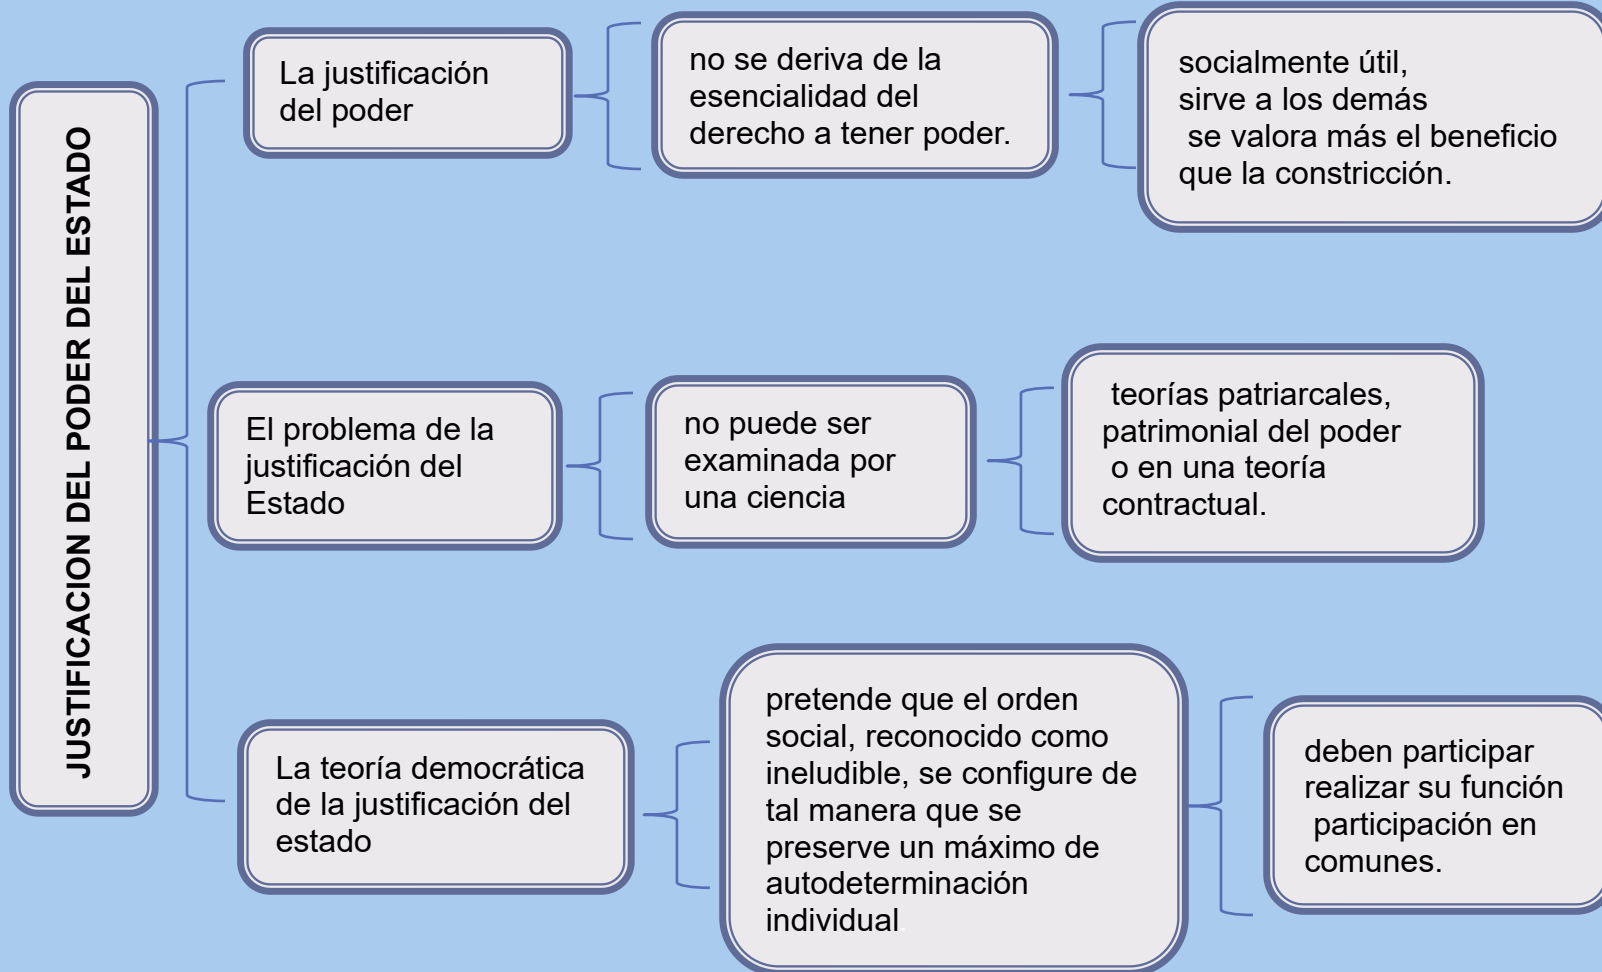 JUSTIFICACION DEL PODER DEL ESTADO
La justificación
del poder
no se deriva de la
esencialidad del
derecho a tener poder.
socialmente útil,
sirve a los demás
se valora más el beneficio
que la constricción.
El problema de la
justificación del
Estado
no puede ser
examinada por
una ciencia
teorías patriarcales,
patrimonial del poder
o en una teoría
contractual.
La teoría democrática
de la justificación del
estado
pretende que el orden
social, reconocido como
ineludible, se configure de
tal manera que se
preserve un máximo de
autodeterminación
individual.
deben participar
realizar su función
participación en
comunes.